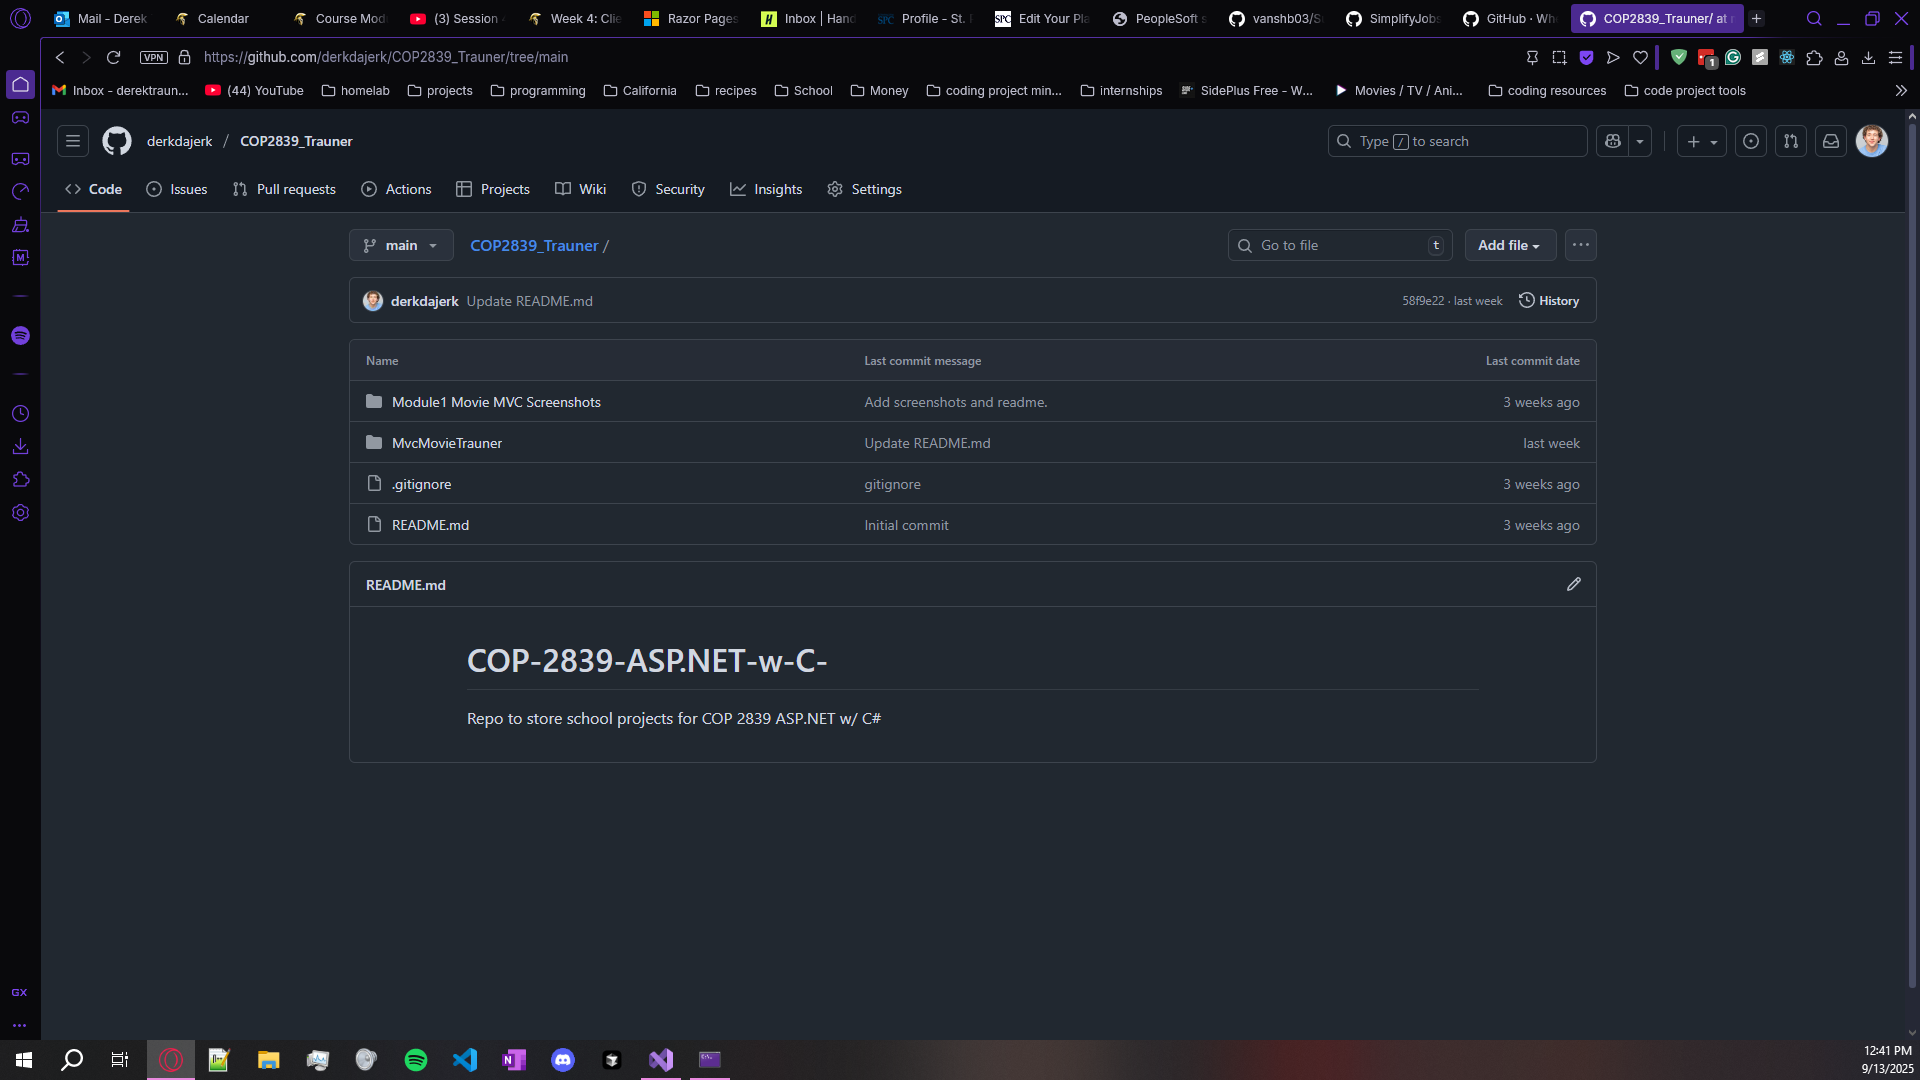 Mail - Derek
Calendar
Course Mod
(3) Session
Week 4: Clie
Razor Pages
Inbox | Hand
Profile - St. P
Edit Your Pla
PeopleSoft s
vanshb03/S
SimplifyJobs
GitHub · Wh
COP2839_Trauner/ at
VPN
https://github.com/derkdajerk/COP2839_Trauner/tree/main
1
Inbox - derektraun...
(44) YouTube
homelab
projects
programming
California
recipes
School
Money
coding project min...
internships
SidePlus Free - W...
Movies / TV / Ani...
coding resources
code project tools
derkdajerk / COP2839_Trauner
Type / to search
Code
Issues
Pull requests
Actions
Projects
Wiki
Security
Insights
Settings
main
COP2839_Trauner /
Go to file
t
Add file
derkdajerk Update README.md
58f9e22 · last week
History
Name Last commit message Last commit date
Module1 Movie MVC Screenshots Add screenshots and readme. 3 weeks ago
MvcMovieTrauner Update README.md last week
.gitignore gitignore 3 weeks ago
README.md Initial commit 3 weeks ago
README.md
COP-2839-ASP.NET-w-C-
Repo to store school projects for COP 2839 ASP.NET w/ C#
GX
12:41 PM
9/13/2025